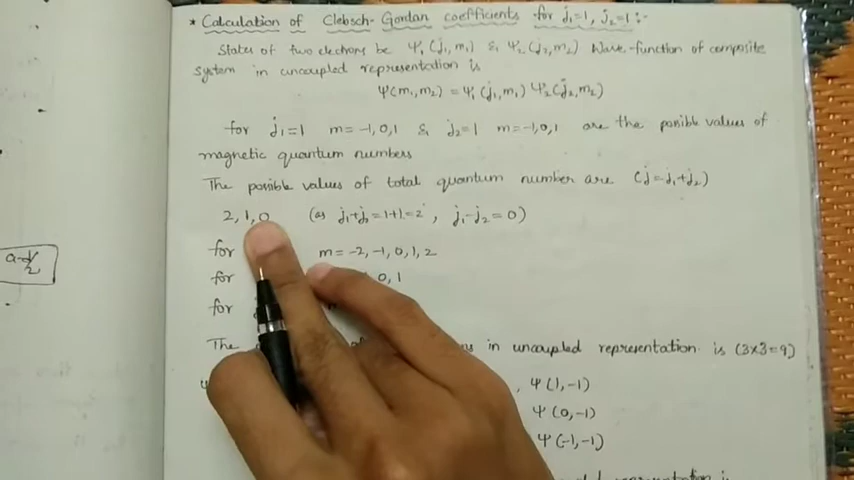 * Calculation of Clebsch-Gordan coefficients for j₁=1, j₂=1 :-
States of two electrons be Ψ₁(j₁,m₁) & Ψ₂(j₂,m₂) Wave-function of composite
system in uncoupled representation is
Ψ(m₁,m₂) = Ψ₁(j₁,m₁) Ψ₂(j₂,m₂)
for j₁=1 m=-1,0,1 & j₂=1 m=-1,0,1 are the possible values of
magnetic quantum numbers
The possible values of total quantum number are (j=j₁+j₂)
2,1,0 (as j₁+j₂=1+1=2, j₁-j₂=0)
for m=-2,-1,0,1,2
for 0,1
for
The in uncoupled representation is (3x3=9)
, Ψ(1,-1)
Ψ(0,-1)
Ψ(-1,-1)